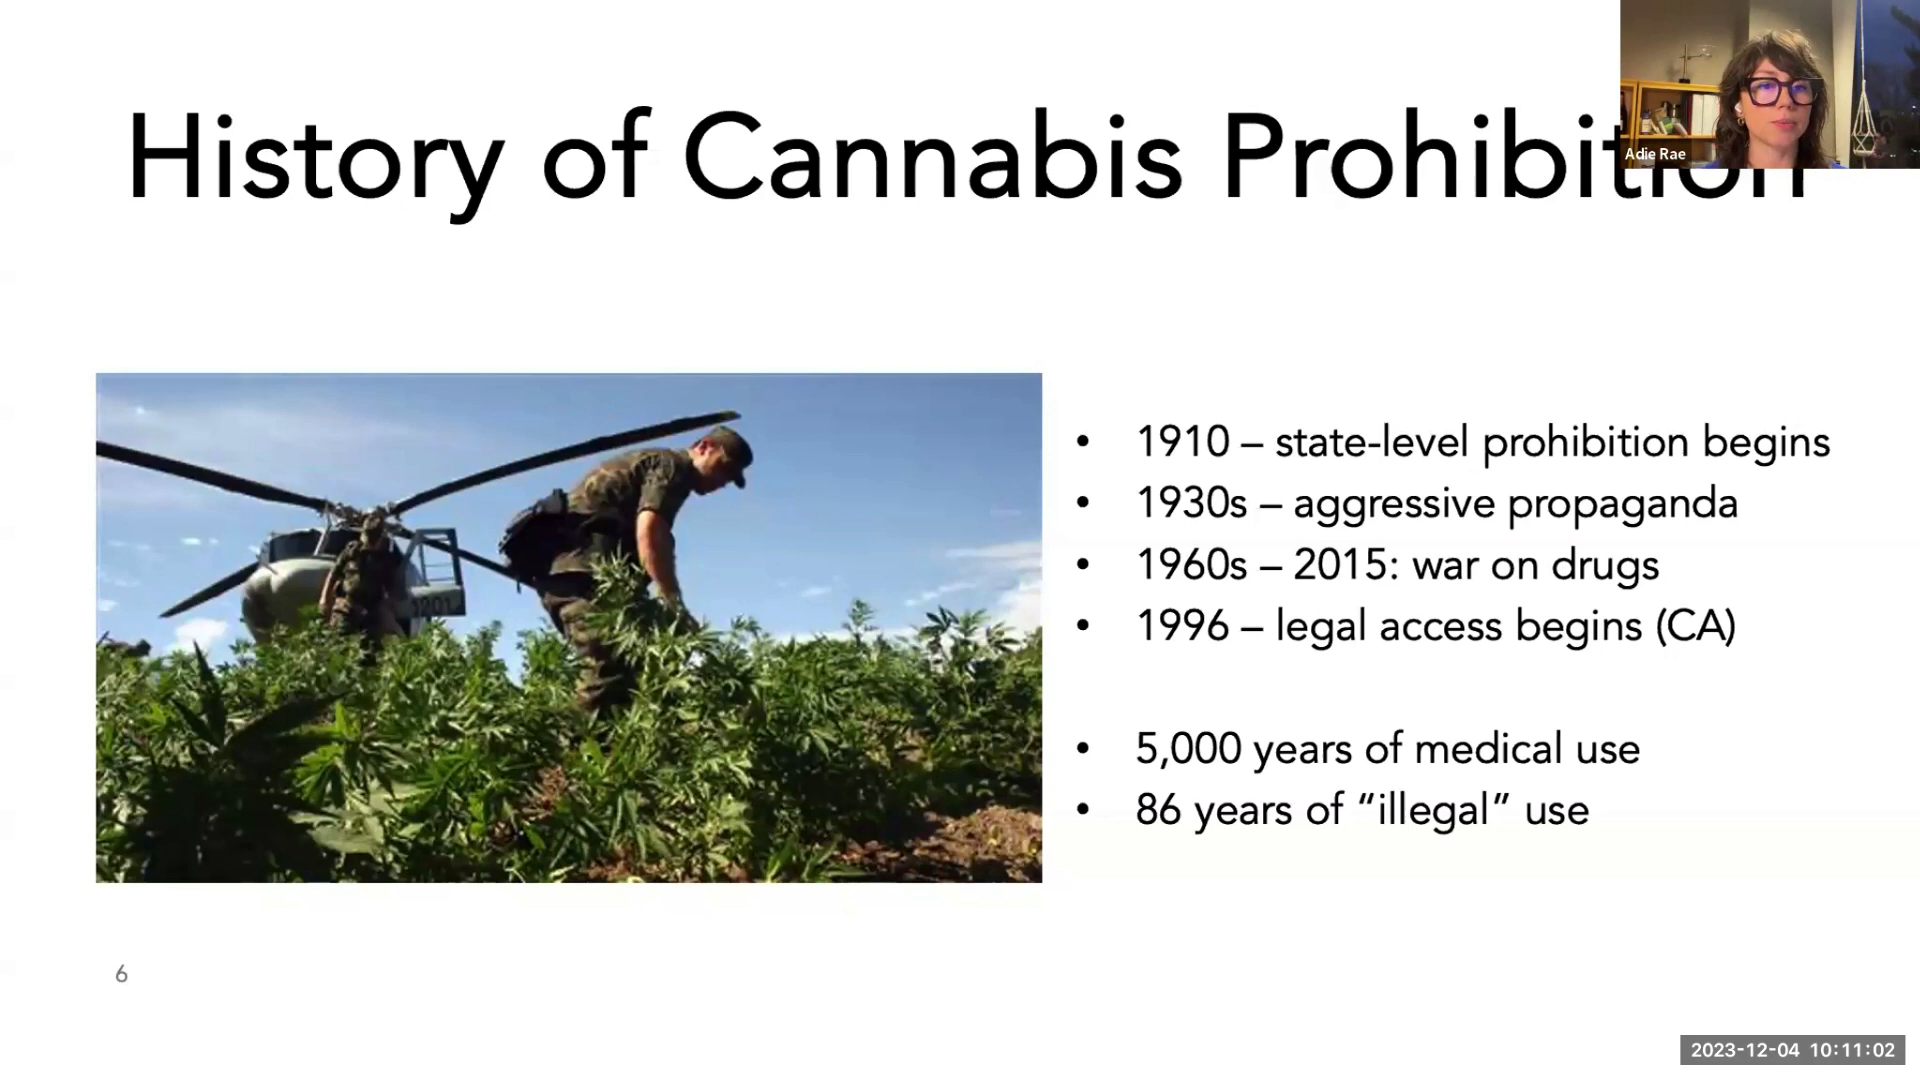 History of Cannabis Prohibition
Adie Rae
• 1910 – state-level prohibition begins
• 1930s – aggressive propaganda
• 1960s – 2015: war on drugs
• 1996 – legal access begins (CA)
• 5,000 years of medical use
• 86 years of “illegal” use
6
2023-12-04 10:11:02